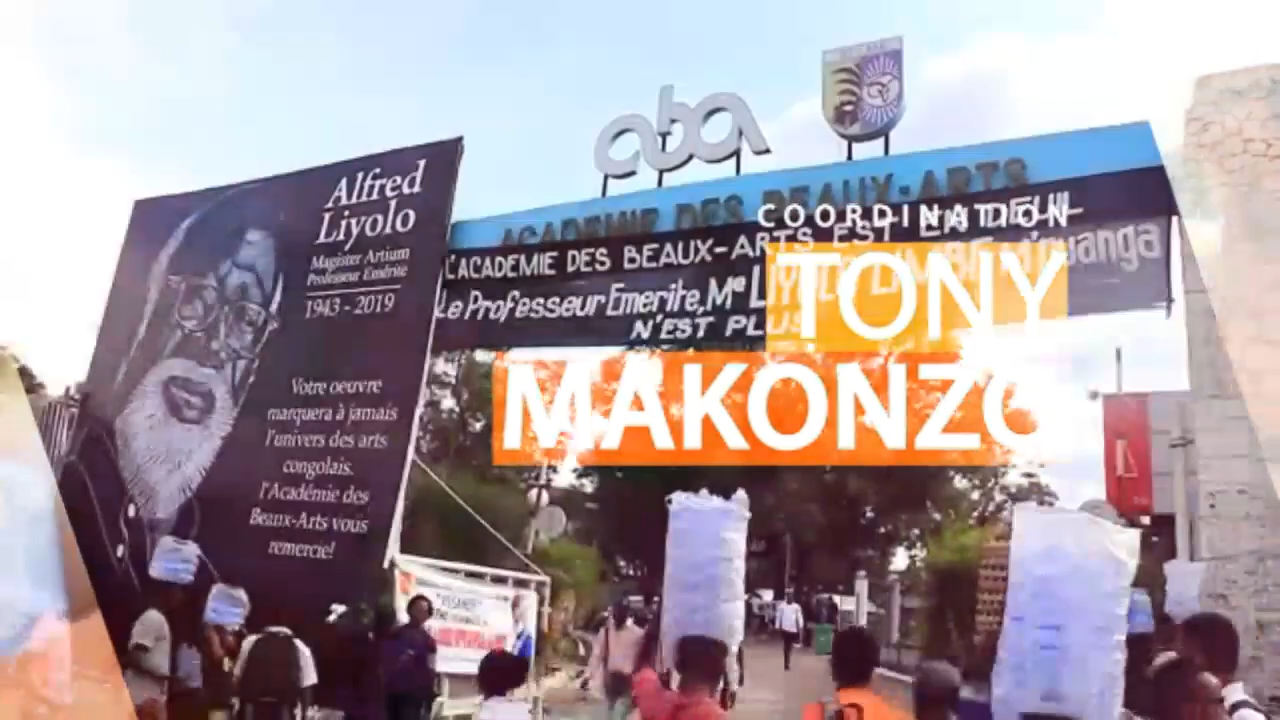 Alfred
Liyolo
Magister Artium
Professeur Emérite
1943 - 2019
Votre oeuvre
marquera à jamais
l'univers des arts
congolais.
l'Académie des
Beaux-Arts vous
remercie!
aba
ACADEMIE DES BEAUX-ARTS
L'ACADEMIE DES BEAUX-ARTS EST EN DEUIL
Le Professeur Emerite, Me LIYOLO
N'EST PLUS
COORDINATION
TONY
MAKONZO